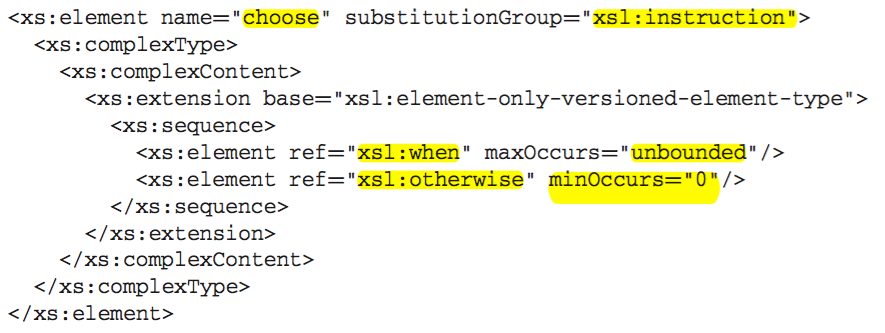 <xs:element name="choose" substitutionGroup="xsl:instruction">
  <xs:complexType>
    <xs:complexContent>
      <xs:extension base="xsl:element-only-versioned-element-type">
        <xs:sequence>
          <xs:element ref="xsl:when" maxOccurs="unbounded"/>
          <xs:element ref="xsl:otherwise" minOccurs="0"/>
        </xs:sequence>
      </xs:extension>
    </xs:complexContent>
  </xs:complexType>
</xs:element>